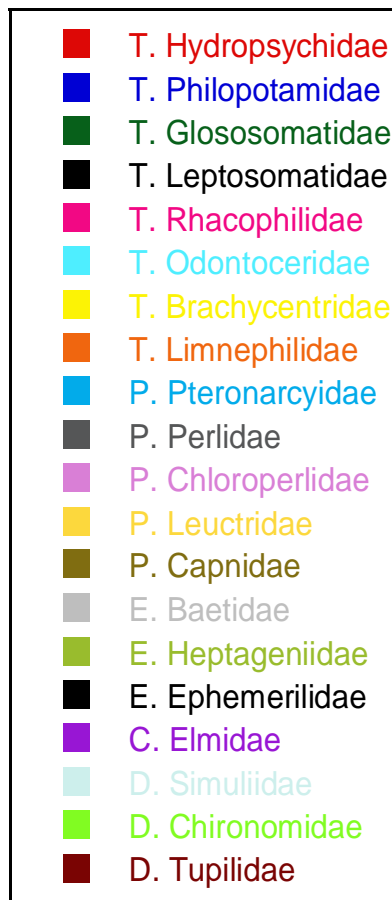 T. Hydropsychidae
T. Philopotamidae
T. Glososomatidae
T. Leptosomatidae
T. Rhacophilidae
T. Odontoceridae
T. Brachycentridae
T. Limnephilidae
P. Pteronarcyidae
P. Perlidae
P. Chloroperlidae
P. Leuctridae
P. Capnidae
E. Baetidae
E. Heptageniidae
E. Ephemerilidae
C. Elmidae
D. Simuliidae
D. Chironomidae
D. Tupilidae